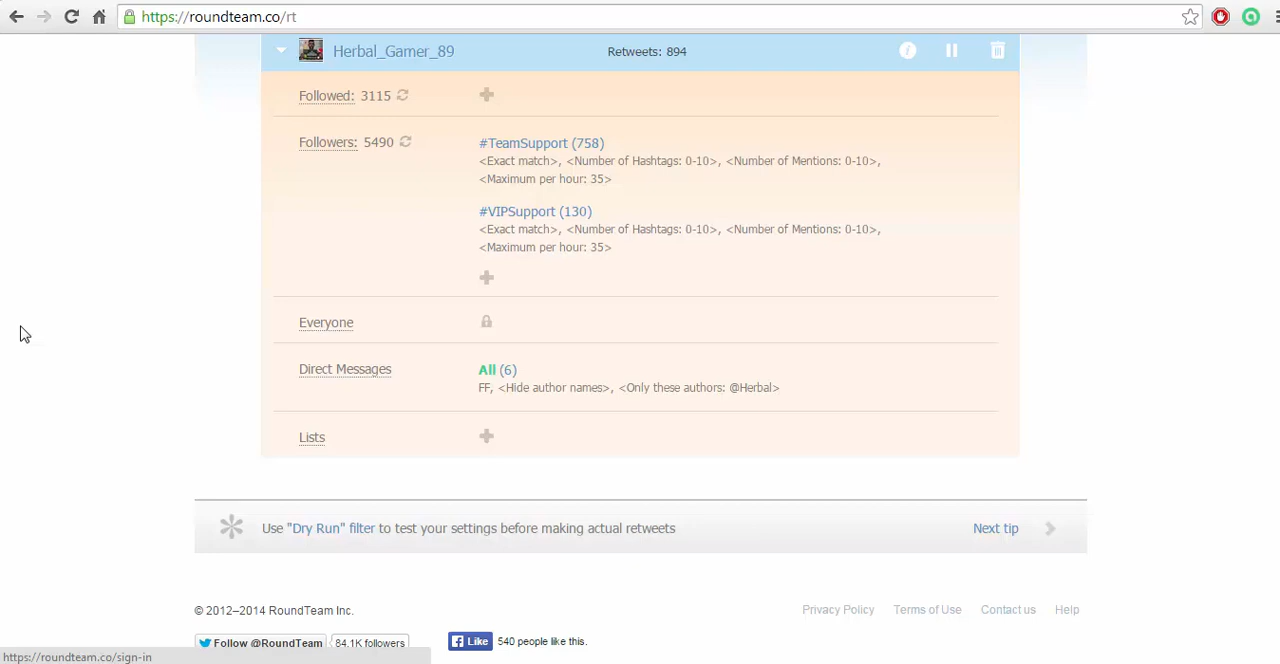 https://roundteam.co/rt
Herbal_Gamer_89 Retweets: 894
Followed: 3115
Followers: 5490 #TeamSupport (758)
<Exact match>, <Number of Hashtags: 0-10>, <Number of Mentions: 0-10>,
<Maximum per hour: 35>
#VIPSupport (130)
<Exact match>, <Number of Hashtags: 0-10>, <Number of Mentions: 0-10>,
<Maximum per hour: 35>
Everyone
Direct Messages All (6)
FF, <Hide author names>, <Only these authors: @Herbal>
Lists
Use "Dry Run" filter to test your settings before making actual retweets Next tip
© 2012–2014 RoundTeam Inc. Privacy Policy Terms of Use Contact us Help
Follow @RoundTeam 84.1K followers Like 540 people like this.
https://roundteam.co/sign-in